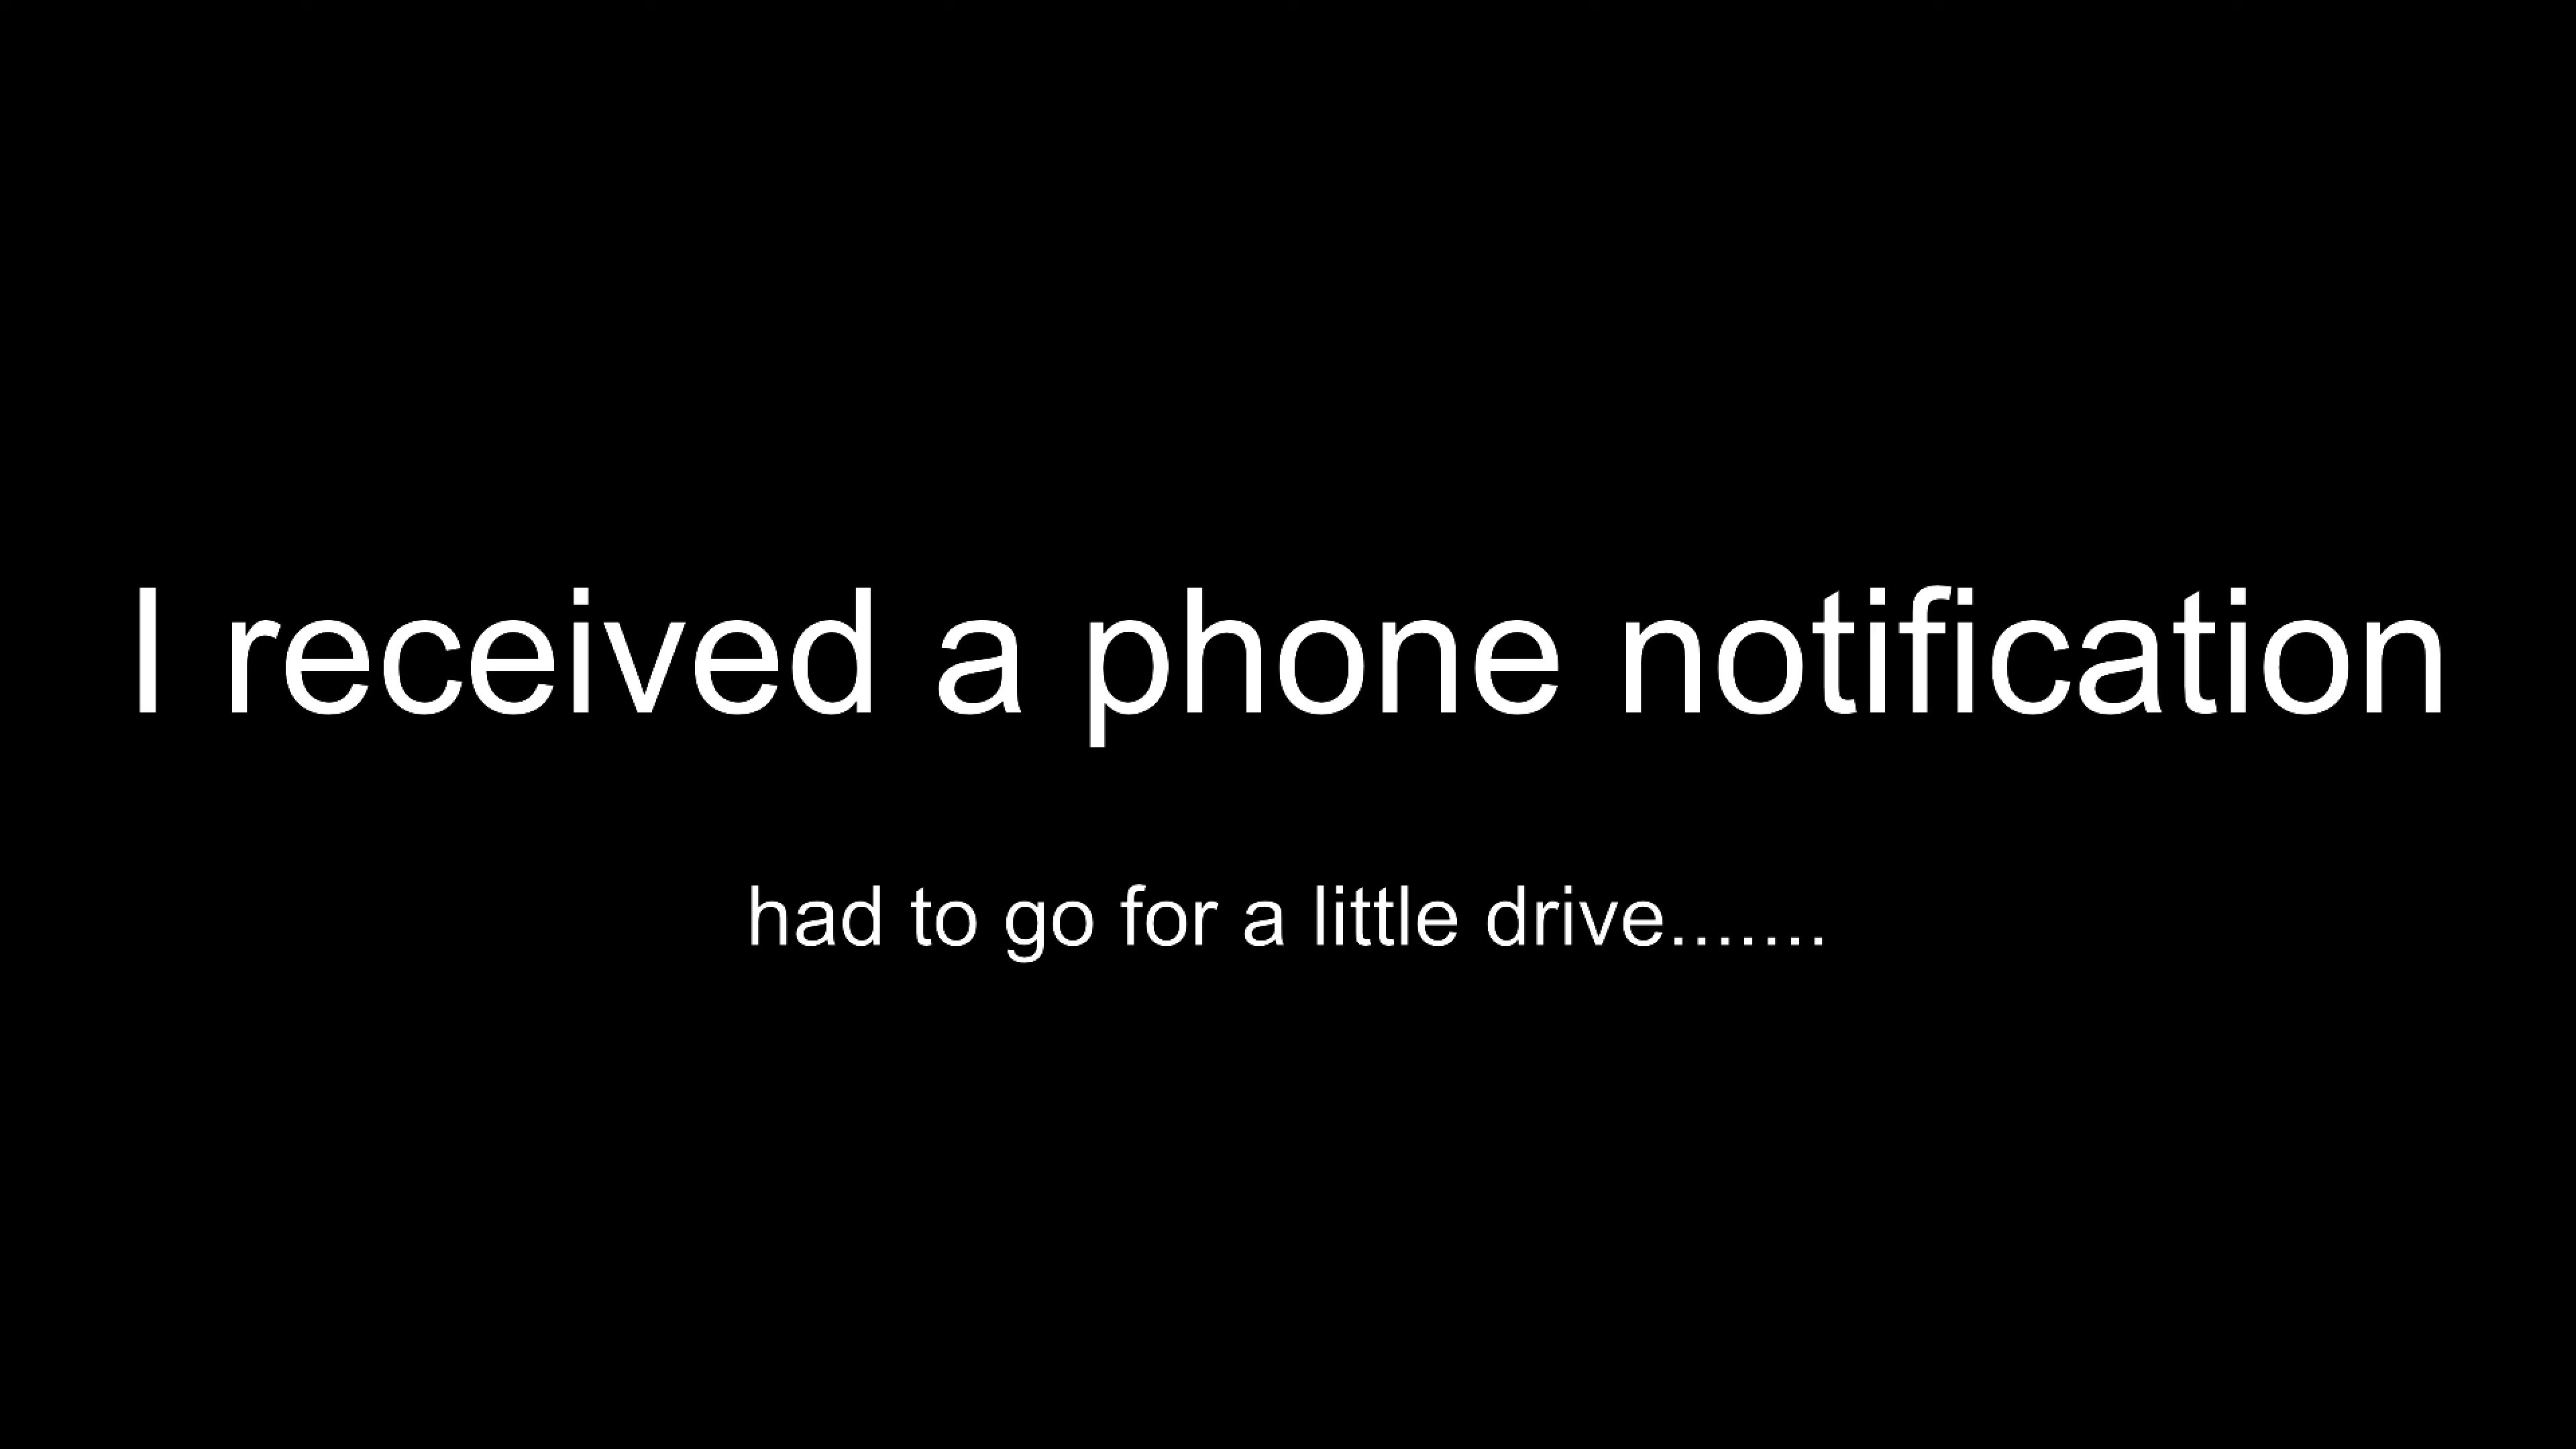 I received a phone notification
had to go for a little drive.......